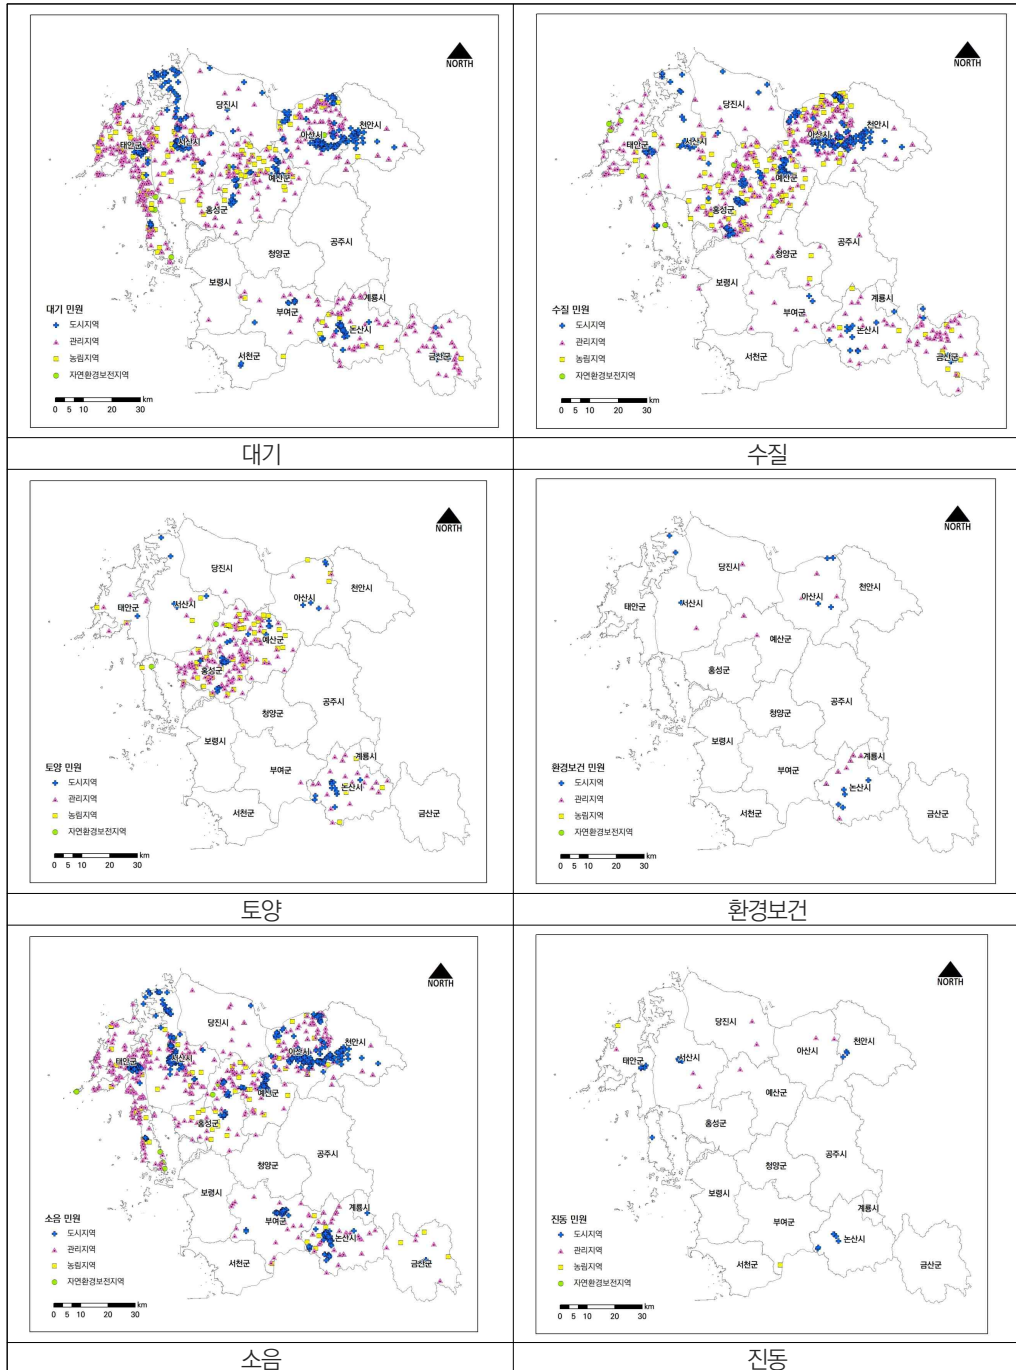 NORTH
당진시
천안시
아산시
태안군
서산시
예산군
홍성군
공주시
청양군
보령시
계룡시
부여군
논산시
서천군
금산군
대기 민원
도시지역
관리지역
농림지역
자연환경보전지역
km
0 5 10 20 30
대기
NORTH
당진시
천안시
아산시
태안군
서산시
예산군
홍성군
공주시
청양군
보령시
계룡시
부여군
논산시
서천군
금산군
수질 민원
도시지역
관리지역
농림지역
자연환경보전지역
km
0 5 10 20 30
수질
NORTH
당진시
천안시
아산시
태안군
서산시
예산군
홍성군
공주시
청양군
보령시
계룡시
부여군
논산시
서천군
금산군
토양 민원
도시지역
관리지역
농림지역
자연환경보전지역
km
0 5 10 20 30
토양
NORTH
당진시
천안시
아산시
태안군
서산시
예산군
홍성군
공주시
청양군
보령시
계룡시
부여군
논산시
서천군
금산군
환경보건 민원
도시지역
관리지역
농림지역
자연환경보전지역
km
0 5 10 20 30
환경보건
NORTH
당진시
천안시
아산시
태안군
서산시
예산군
홍성군
공주시
청양군
보령시
계룡시
부여군
논산시
서천군
금산군
소음 민원
도시지역
관리지역
농림지역
자연환경보전지역
km
0 5 10 20 30
소음
NORTH
당진시
천안시
아산시
태안군
서산시
예산군
홍성군
공주시
청양군
보령시
계룡시
부여군
논산시
서천군
금산군
진동 민원
도시지역
관리지역
농림지역
자연환경보전지역
km
0 5 10 20 30
진동